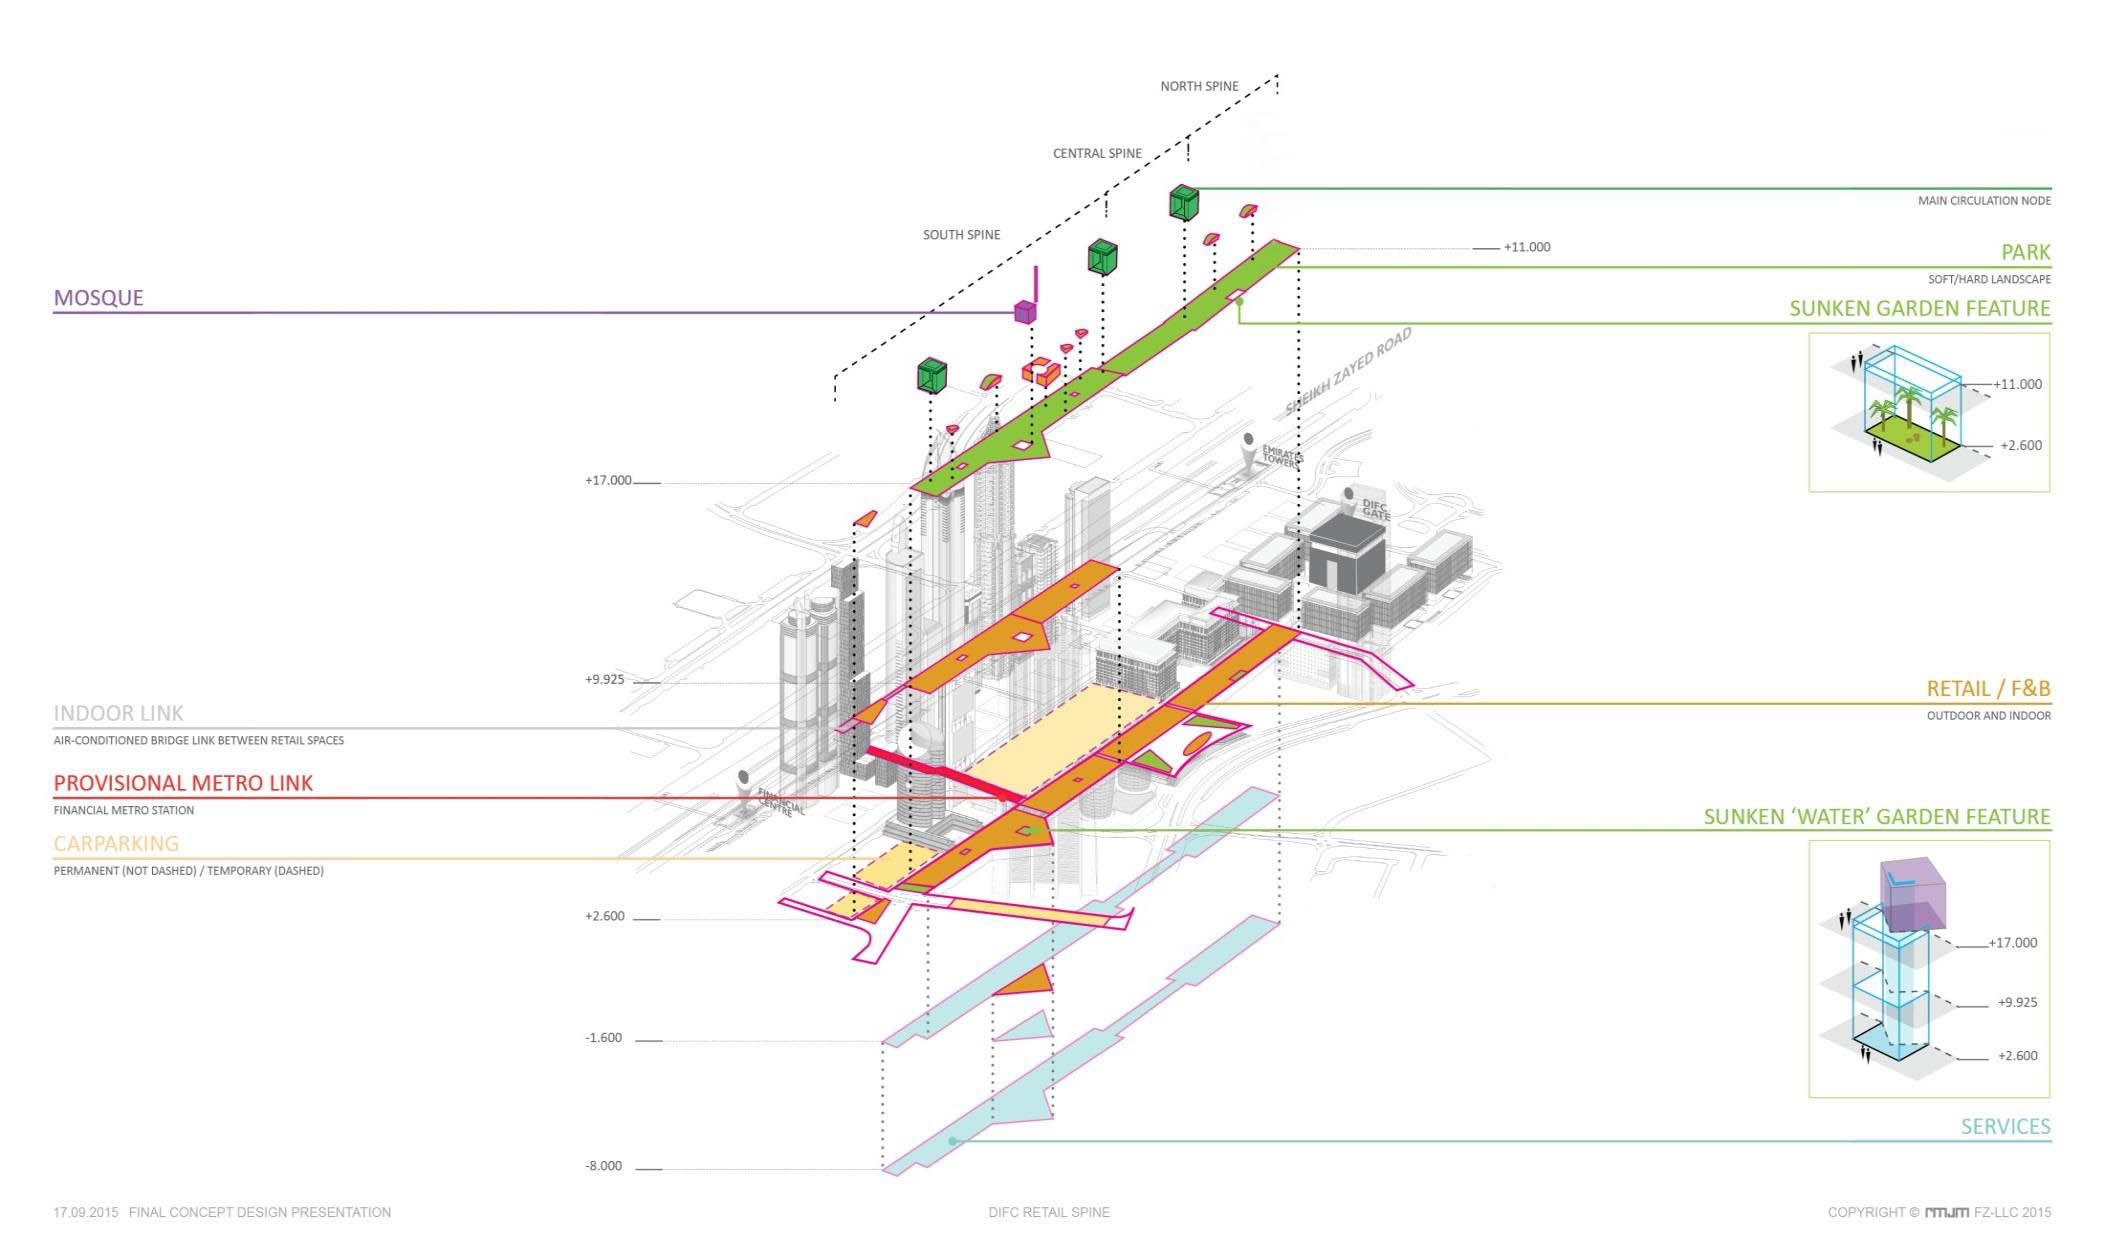 NORTH SPINE
CENTRAL SPINE
SOUTH SPINE
MAIN CIRCULATION NODE
+11.000
PARK
SOFT/HARD LANDSCAPE
MOSQUE
SUNKEN GARDEN FEATURE
SHEIKH ZAYED ROAD
+11.000
+2.600
EMIRATES
TOWERS
+17.000
DIFC
GATE
+9.925
RETAIL / F&B
OUTDOOR AND INDOOR
INDOOR LINK
AIR-CONDITIONED BRIDGE LINK BETWEEN RETAIL SPACES
PROVISIONAL METRO LINK
FINANCIAL METRO STATION
FINANCIAL
CENTRE
SUNKEN ‘WATER’ GARDEN FEATURE
CARPARKING
PERMANENT (NOT DASHED) / TEMPORARY (DASHED)
+2.600
+17.000
+9.925
+2.600
-1.600
SERVICES
-8.000
17.09.2015 FINAL CONCEPT DESIGN PRESENTATION
DIFC RETAIL SPINE
COPYRIGHT © rmjm FZ-LLC 2015